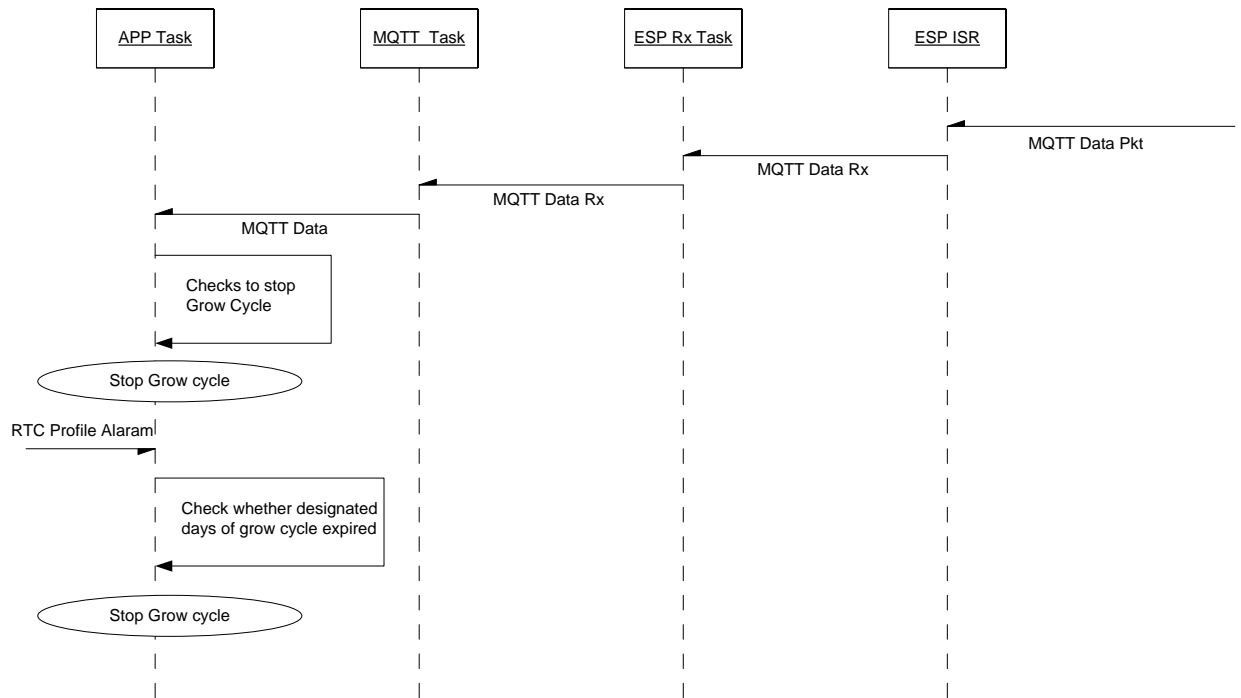 APP Task
MQTT Task
ESP Rx Task
ESP ISR
MQTT Data Pkt
MQTT Data Rx
MQTT Data Rx
MQTT Data
Checks to stop
Grow Cycle
Stop Grow cycle
RTC Profile Alaram
Check whether designated
days of grow cycle expired
Stop Grow cycle